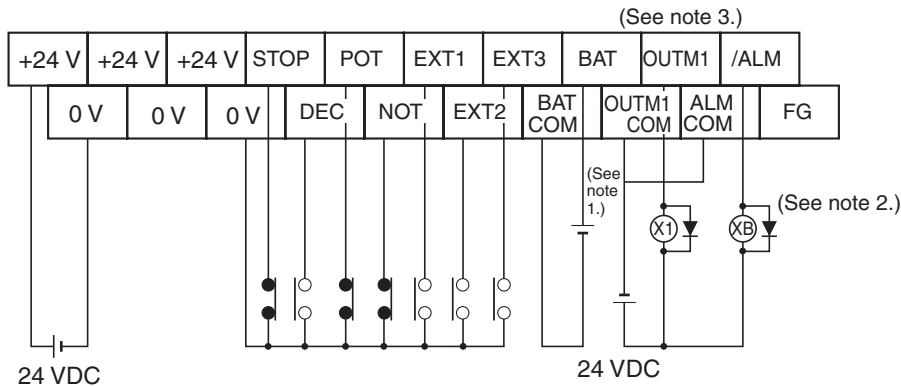 (See note 3.)
+24 V +24 V +24 V STOP POT EXT1 EXT3 BAT OUTM1 /ALM
0 V 0 V 0 V DEC NOT EXT2 BAT COM OUTM1 COM ALM COM FG
(See
note
1.)
X1 XB (See note 2.)
24 VDC 24 VDC